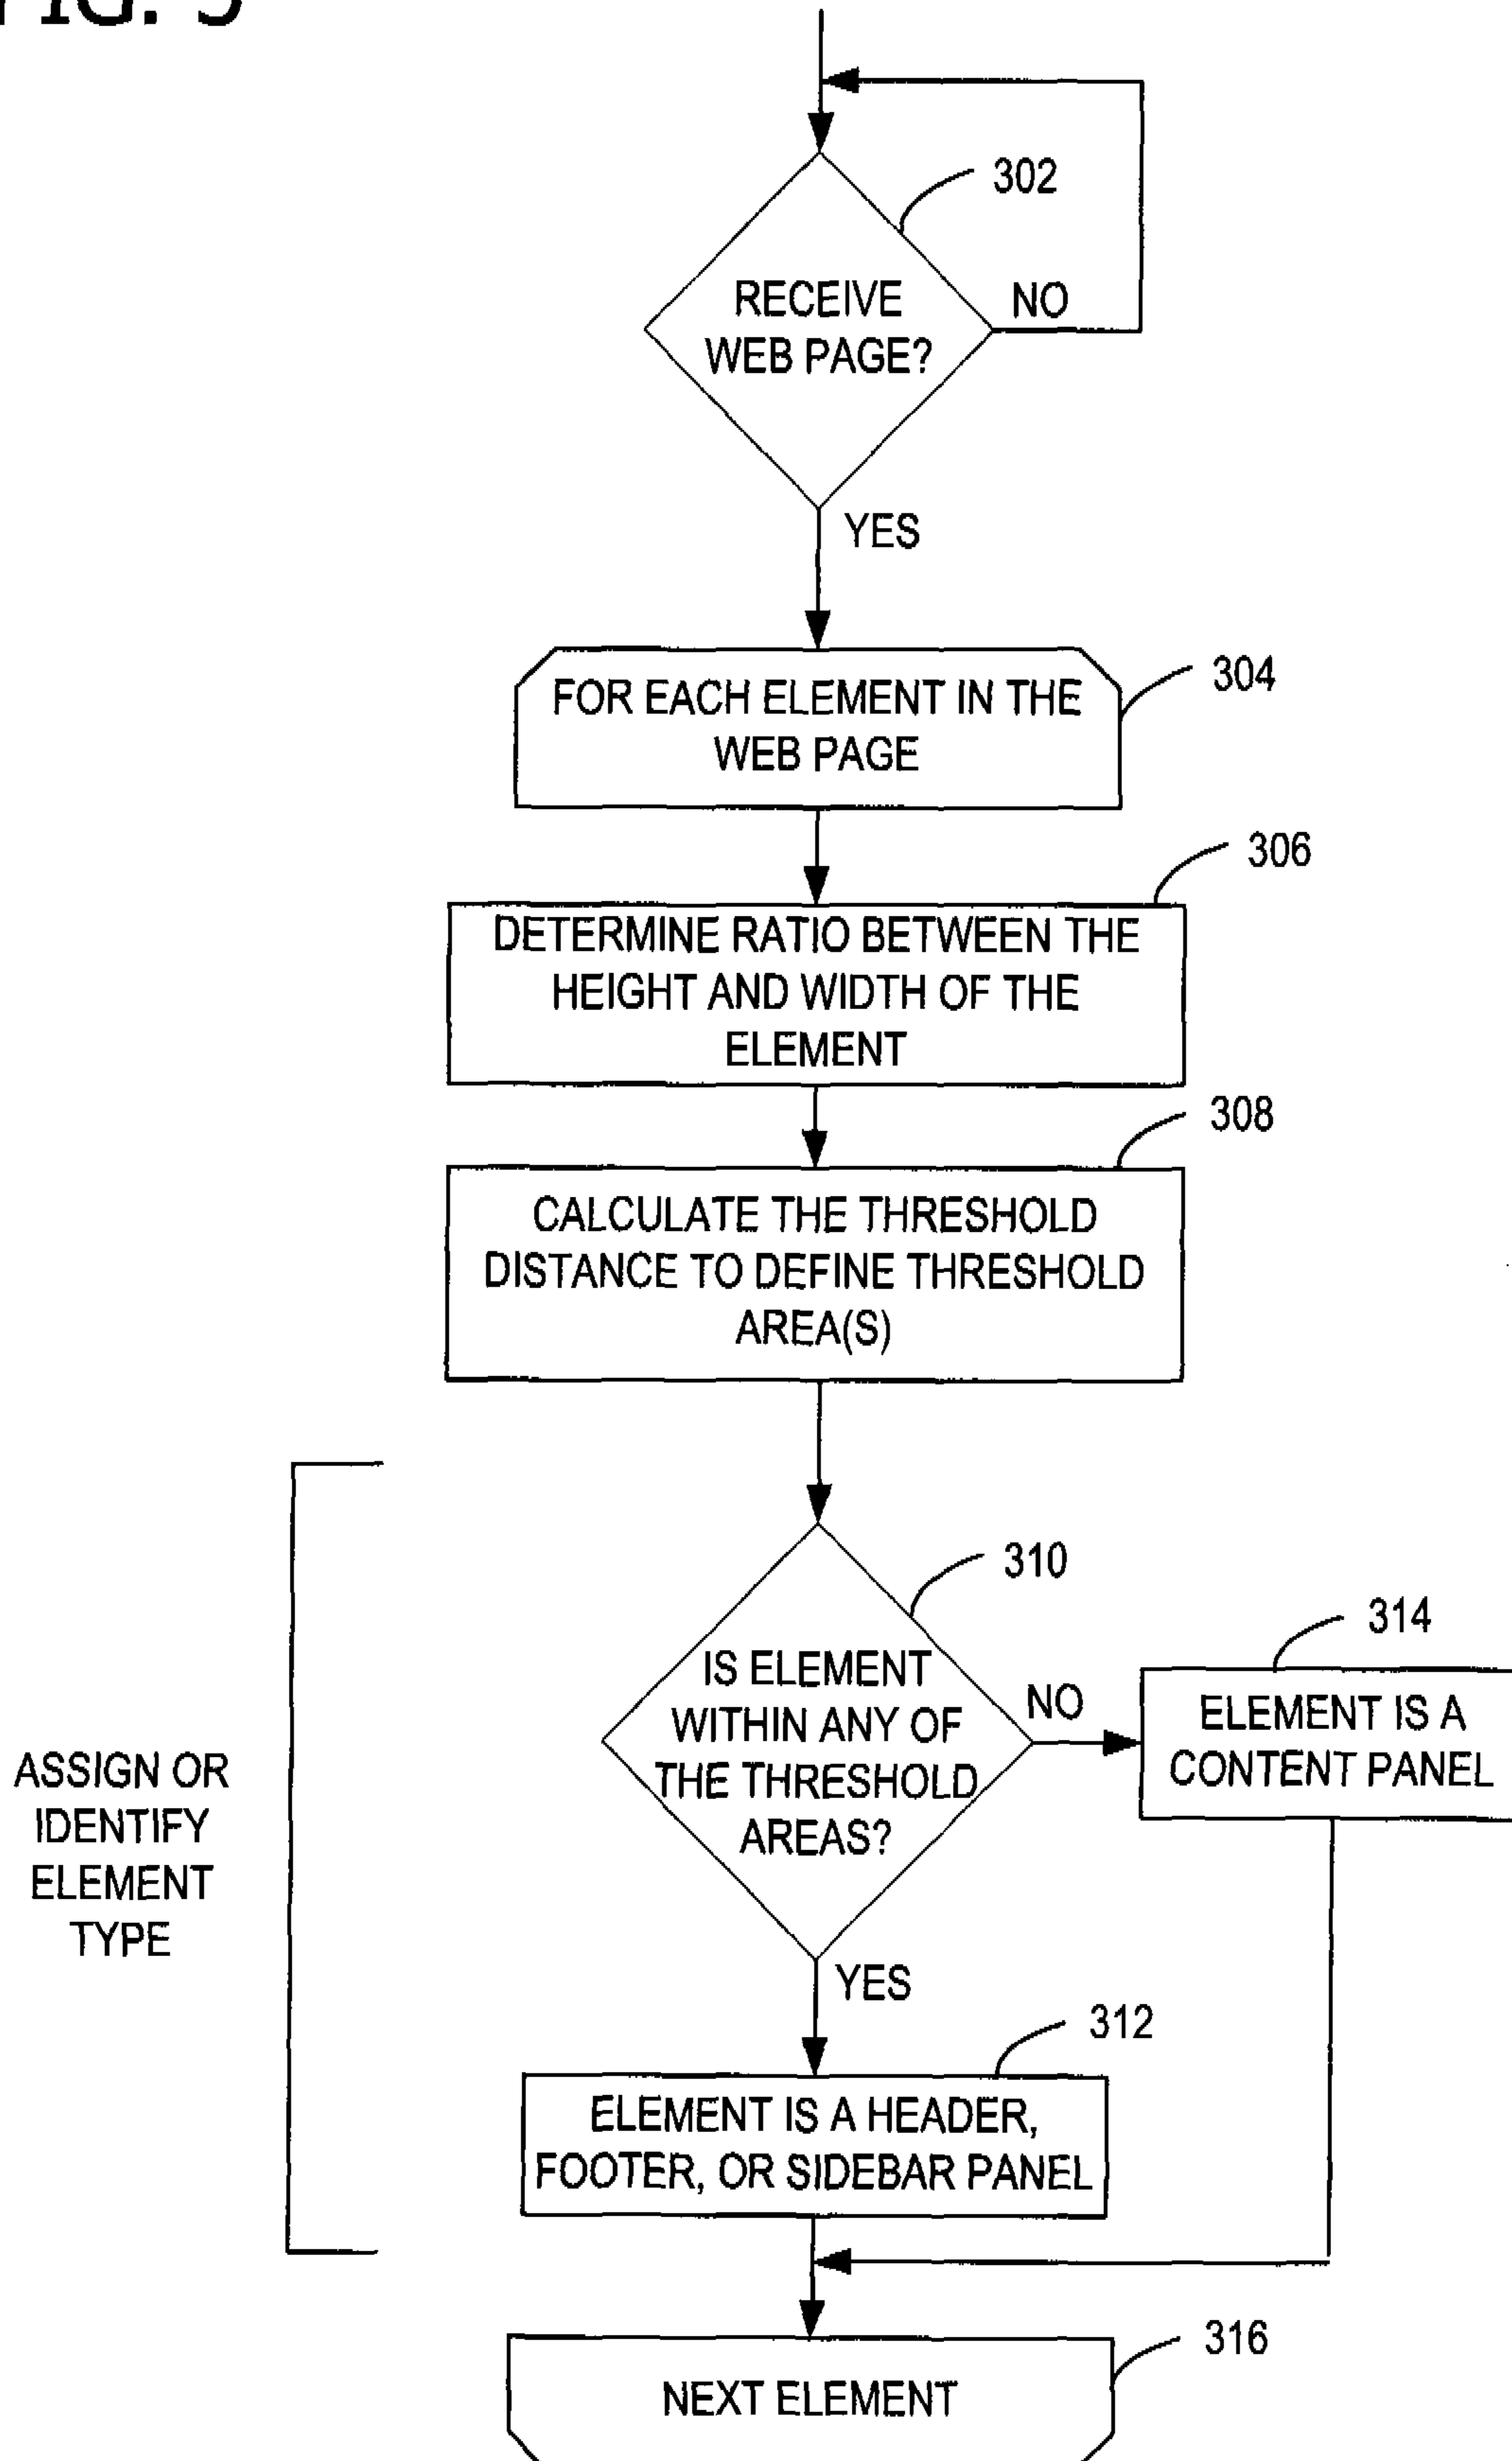 302
RECEIVE
WEB PAGE?
NO
YES
304
FOR EACH ELEMENT IN THE
WEB PAGE
306
DETERMINE RATIO BETWEEN THE
HEIGHT AND WIDTH OF THE
ELEMENT
308
CALCULATE THE THRESHOLD
DISTANCE TO DEFINE THRESHOLD
AREA(S)
310
IS ELEMENT
WITHIN ANY OF
THE THRESHOLD
AREAS?
NO
314
ELEMENT IS A
CONTENT PANEL
ASSIGN OR
IDENTIFY
ELEMENT
TYPE
YES
312
ELEMENT IS A HEADER,
FOOTER, OR SIDEBAR PANEL
316
NEXT ELEMENT